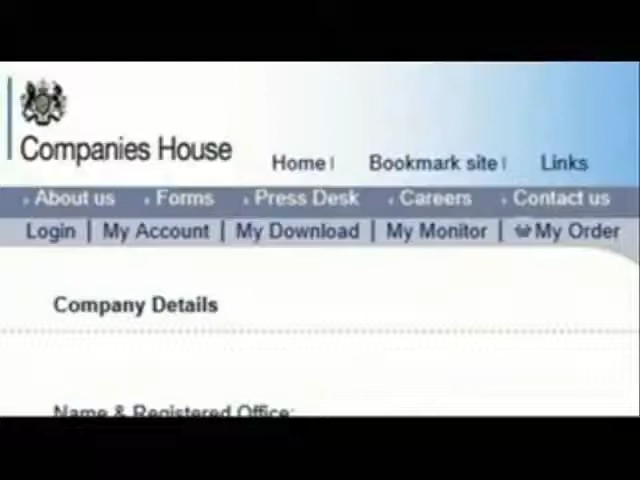 Companies House
Home | Bookmark site | Links
About us Forms Press Desk Careers Contact us
Login | My Account | My Download | My Monitor | My Order
Company Details
Name & Registered Office: